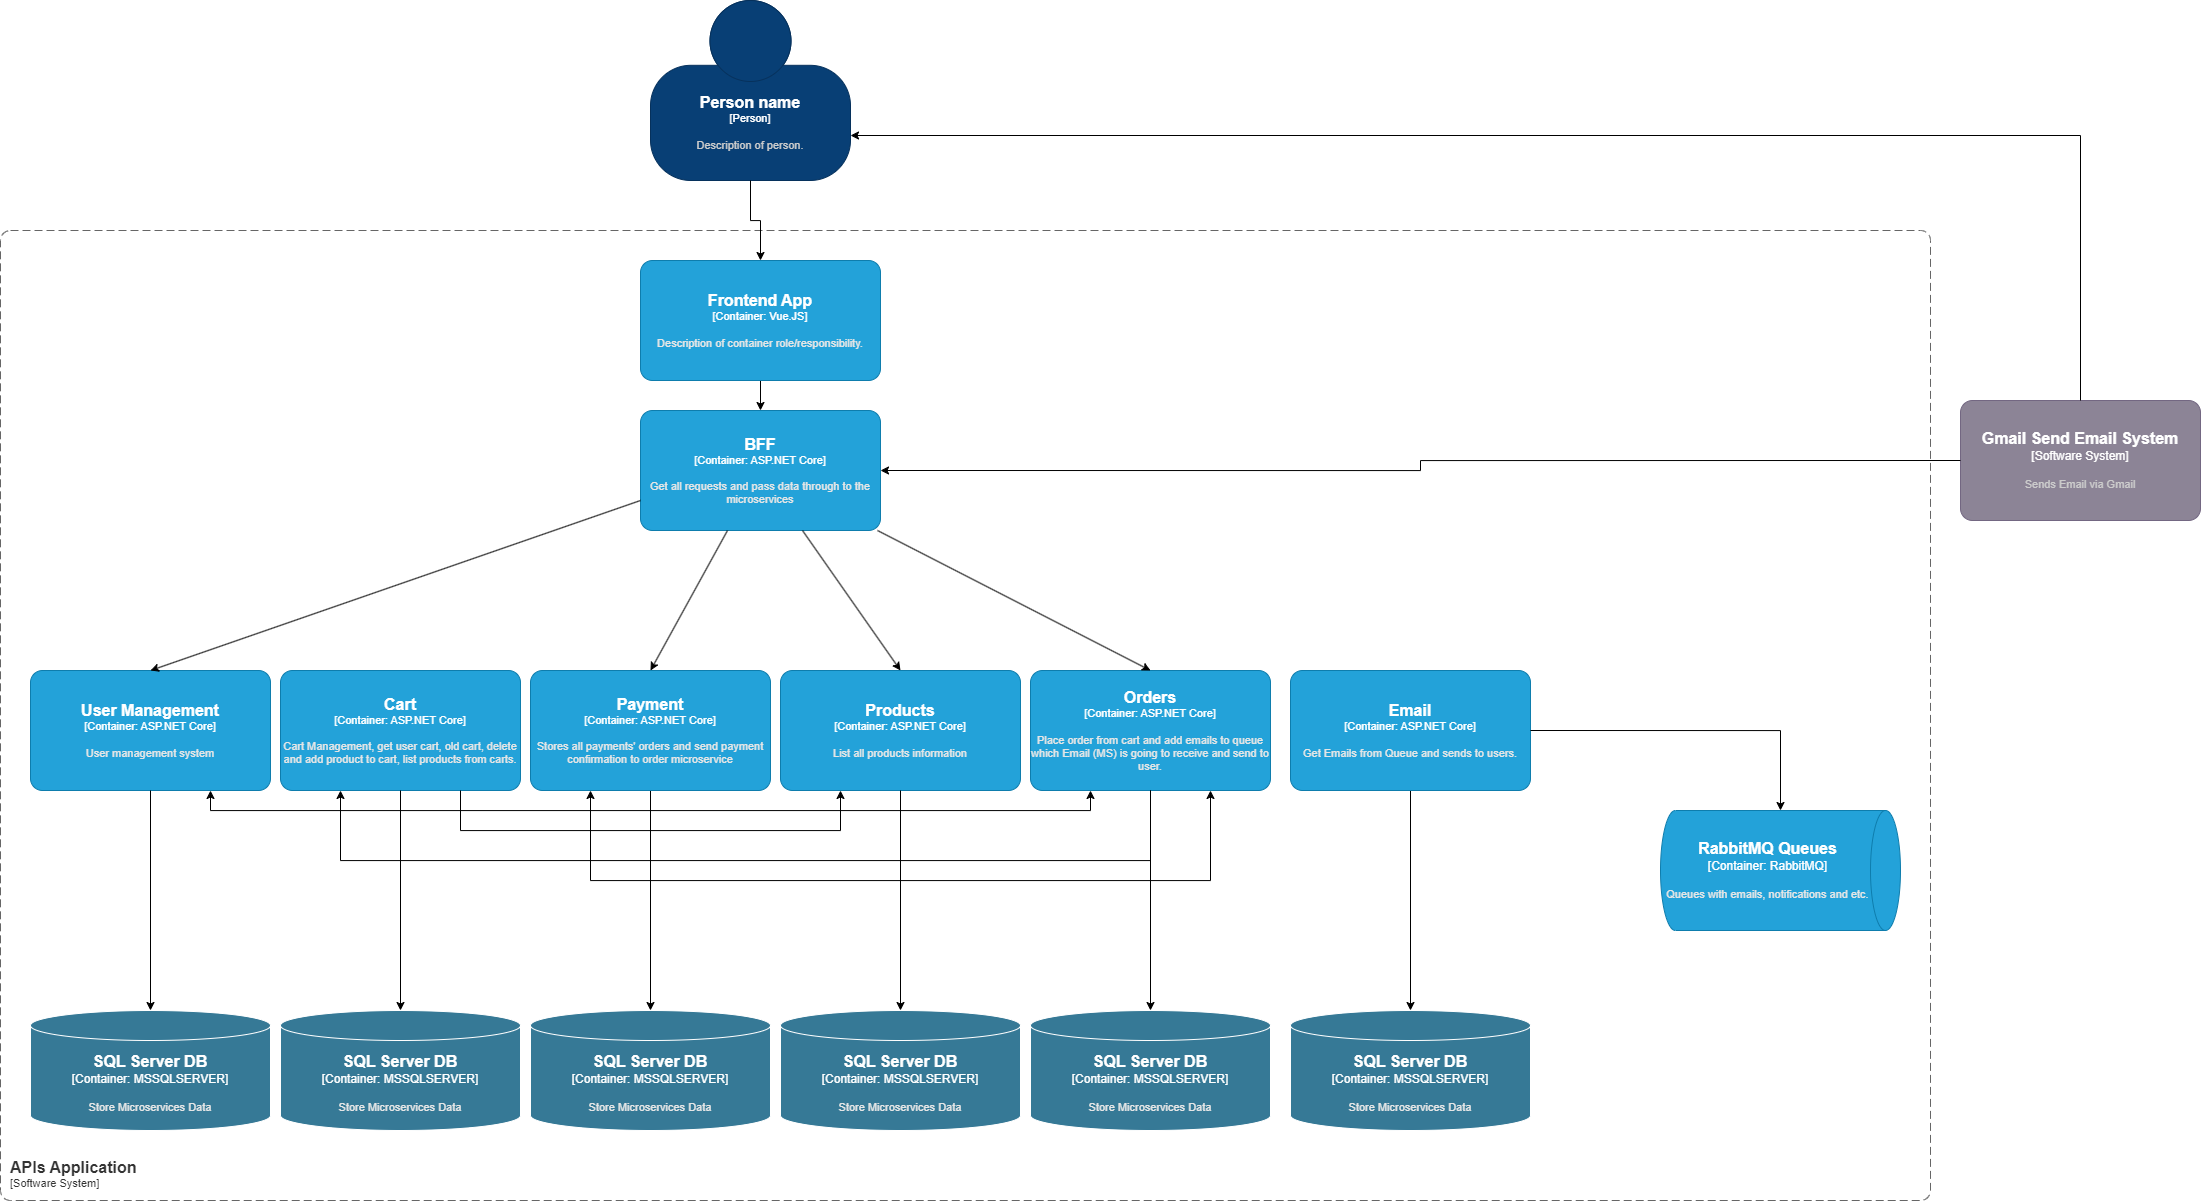 Person name
[Person]
Description of person.
Frontend App
[Container: Vue.JS]
Description of container role/responsibility.
BFF
[Container: ASP.NET Core]
Get all requests and pass data through to the
microservices
Gmail Send Email System
[Software System]
Sends Email via Gmail
User Management
[Container: ASP.NET Core]
User management system
Cart
[Container: ASP.NET Core]
Cart Management, get user cart, old cart, delete
and add product to cart, list products from carts.
Payment
[Container: ASP.NET Core]
Stores all payments' orders and send payment
confirmation to order microservice
Products
[Container: ASP.NET Core]
List all products information
Orders
[Container: ASP.NET Core]
Place order from cart and add emails to queue
which Email (MS) is going to receive and send to
user.
Email
[Container: ASP.NET Core]
Get Emails from Queue and sends to users.
RabbitMQ Queues
[Container: RabbitMQ]
Queues with emails, notifications and etc.
SQL Server DB
[Container: MSSQLSERVER]
Store Microservices Data
SQL Server DB
[Container: MSSQLSERVER]
Store Microservices Data
SQL Server DB
[Container: MSSQLSERVER]
Store Microservices Data
SQL Server DB
[Container: MSSQLSERVER]
Store Microservices Data
SQL Server DB
[Container: MSSQLSERVER]
Store Microservices Data
SQL Server DB
[Container: MSSQLSERVER]
Store Microservices Data
APIs Application
[Software System]